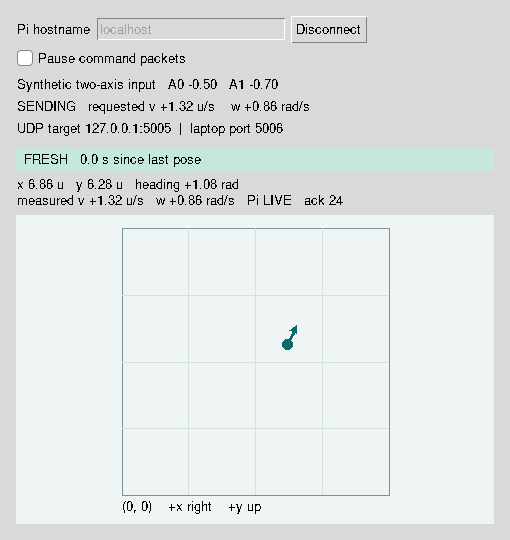 Pi hostname localhost Disconnect
Pause command packets
Synthetic two-axis input A0 -0.50 A1 -0.70
SENDING requested v +1.32 u/s w +0.86 rad/s
UDP target 127.0.0.1:5005 | laptop port 5006
FRESH 0.0 s since last pose
x 6.86 u y 6.28 u heading +1.08 rad
measured v +1.32 u/s w +0.86 rad/s Pi LIVE ack 24
(0, 0) +x right +y up